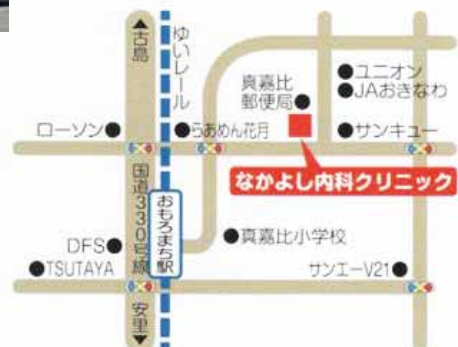 ▲古島
ゆいレール
真嘉比
郵便局●
●ユニオン
●JAおきなわ
ローソン●
●らあめん花月
●サンキュー
なかよし内科クリニック
国道330号線
おもろまち駅
●真嘉比小学校
DFS●
●TSUTAYA
サンエーV21●
安里▼